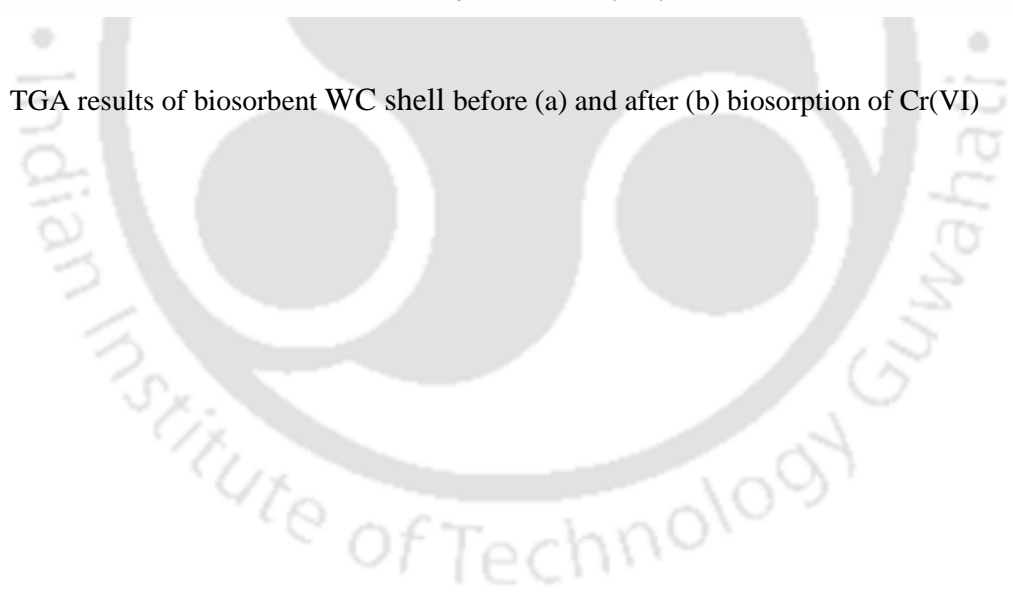 TGA results of biosorbent WC shell before (a) and after (b) biosorption of Cr(VI)
Indian Institute of Technology Guwahati